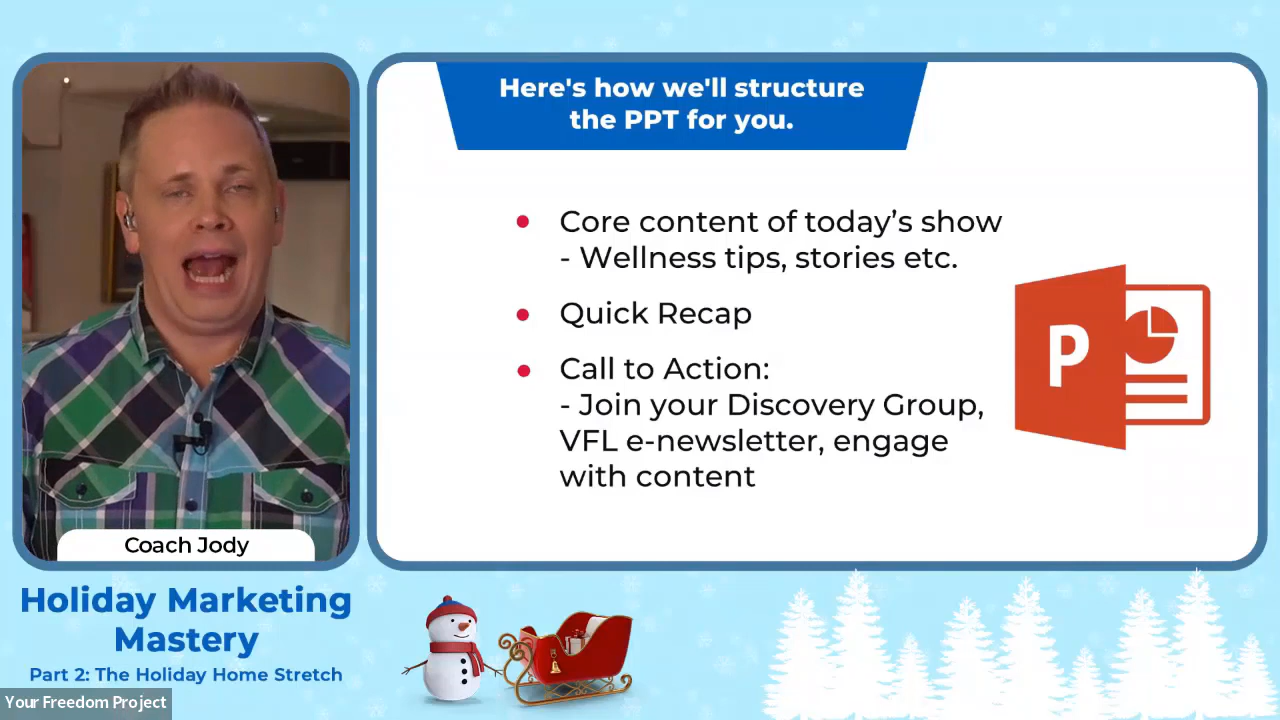 Here's how we'll structure
the PPT for you.
• Core content of today’s show
- Wellness tips, stories etc.
• Quick Recap
• Call to Action:
- Join your Discovery Group,
VFL e-newsletter, engage
with content
P
Coach Jody
Holiday Marketing
Mastery
Part 2: The Holiday Home Stretch
Your Freedom Project